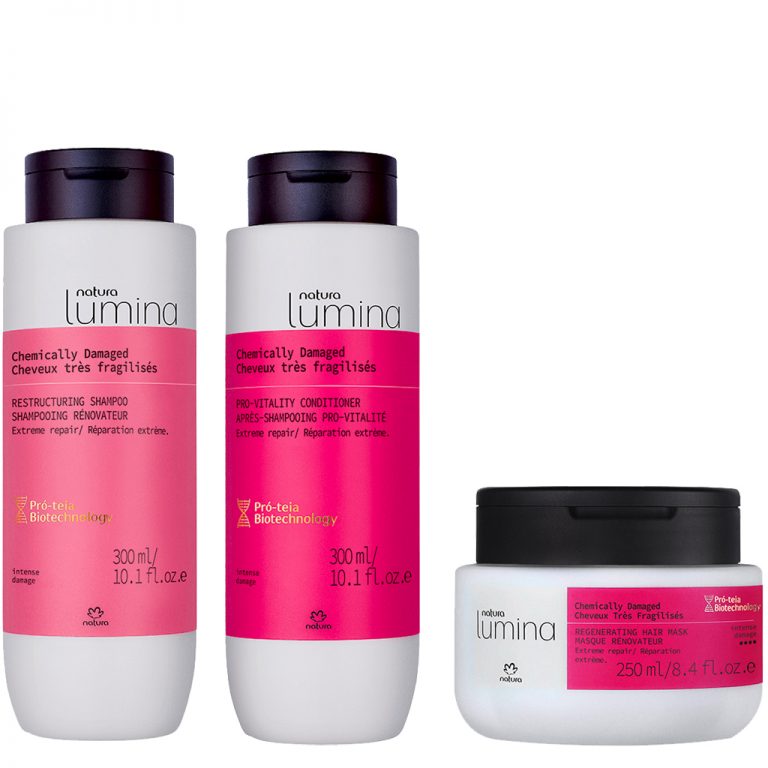 natura
lumina
Chemically Damaged
Cheveux très fragilisés
RESTRUCTURING SHAMPOO
SHAMPOOING RÉNOVATEUR
Extreme repair/ Réparation extrème.
Pró-teia
Biotechnology
300 ml/
10.1 fl.oz.e
intense
damage
natura
natura
lumina
Chemically Damaged
Cheveux très fragilisés
PRO-VITALITY CONDITIONER
APRÈS-SHAMPOOING PRO-VITALITÉ
Extreme repair/ Réparation extrème.
Pró-teia
Biotechnology
300 ml/
10.1 fl.oz.e
intense
damage
natura
natura
lumina
natura
Chemically Damaged
Cheveux Très Fragilisés
REGENERATING HAIR MASK
MASQUE RÉNOVATEUR
Extreme repair/ Réparation
extrème.
250 ml/8.4 fl.oz.e
Pró-teia
Biotechnology
intense
damage